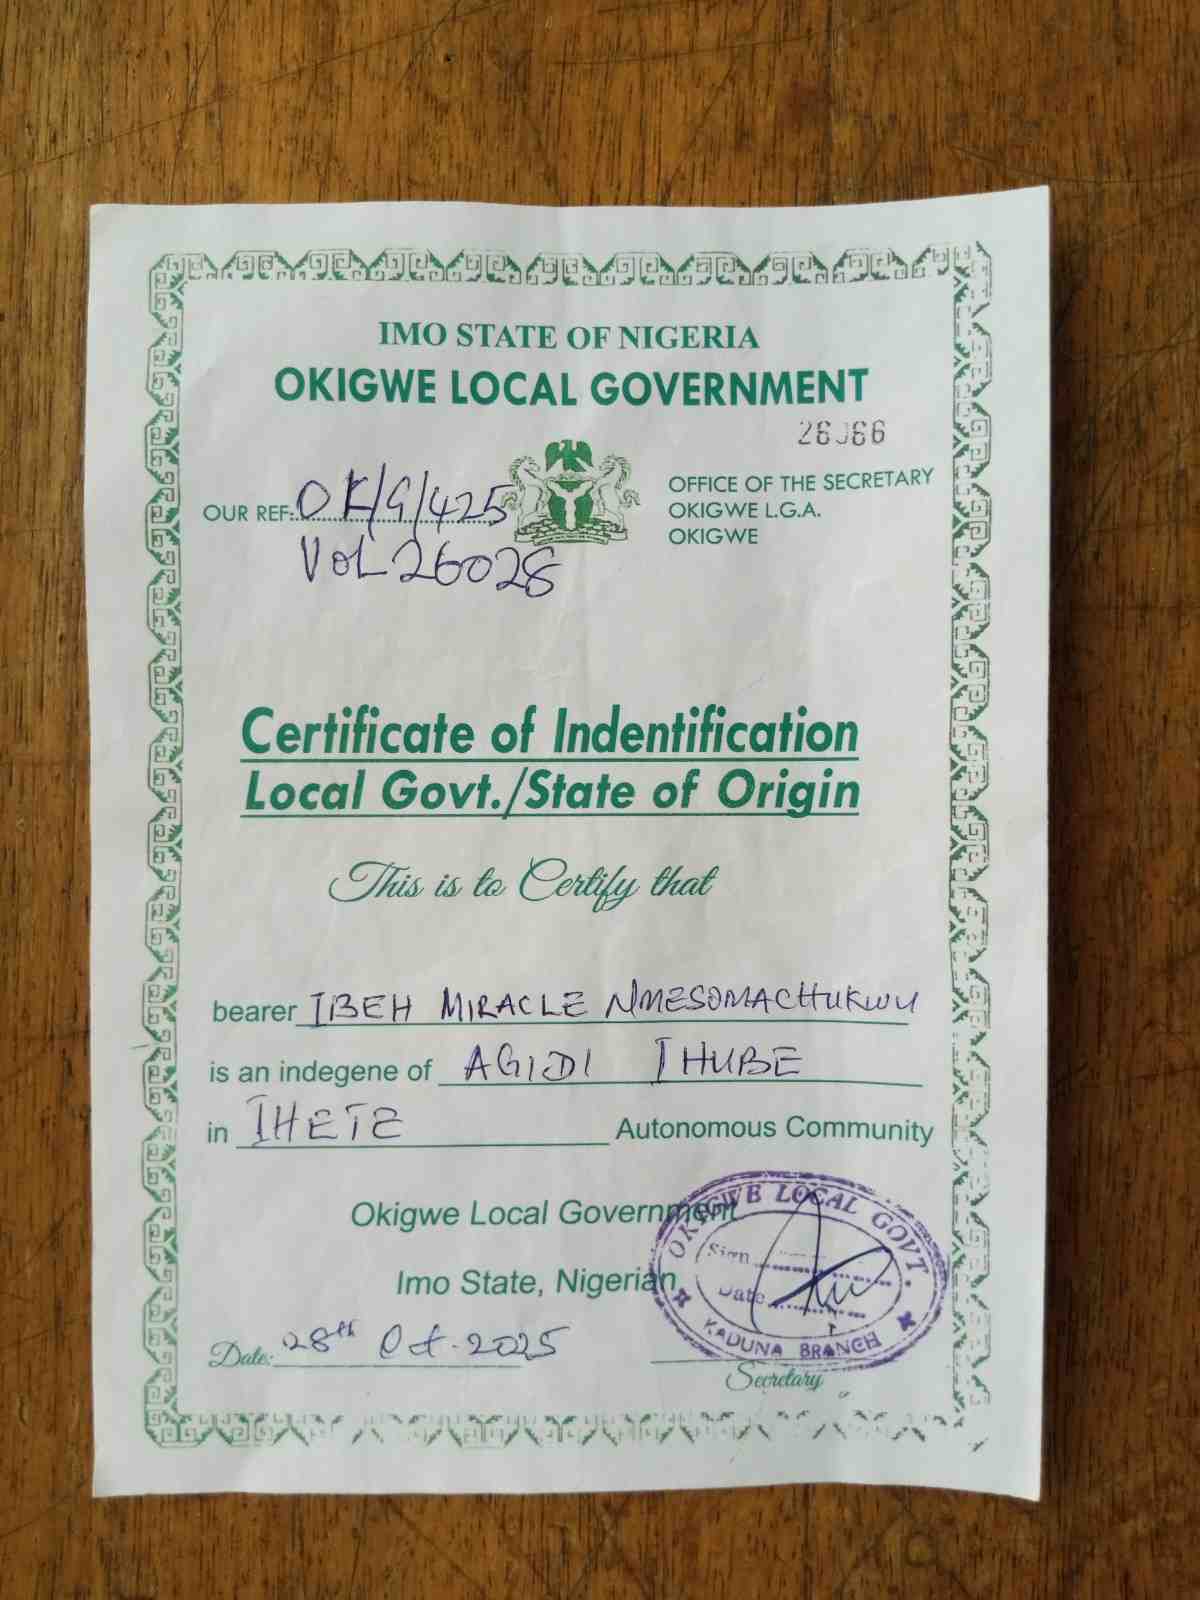 IMO STATE OF NIGERIA
OKIGWE LOCAL GOVERNMENT
OUR REF: OK/G/425
VOL 26028
OFFICE OF THE SECRETARY
OKIGWE L.G.A.
OKIGWE
Certificate of Indentification
Local Govt./State of Origin
This is to Certify that
bearer IBEH MIRACLE NMESOMACHUKWU
is an indegene of AGIDI IHUBE
in IHETE Autonomous Community
Okigwe Local Government
Imo State, Nigerian
Date: 28th Oct. 2025
OKIGWE LOCAL GOVT.
Sign
Date
KADUNA BRANCH
Secretary